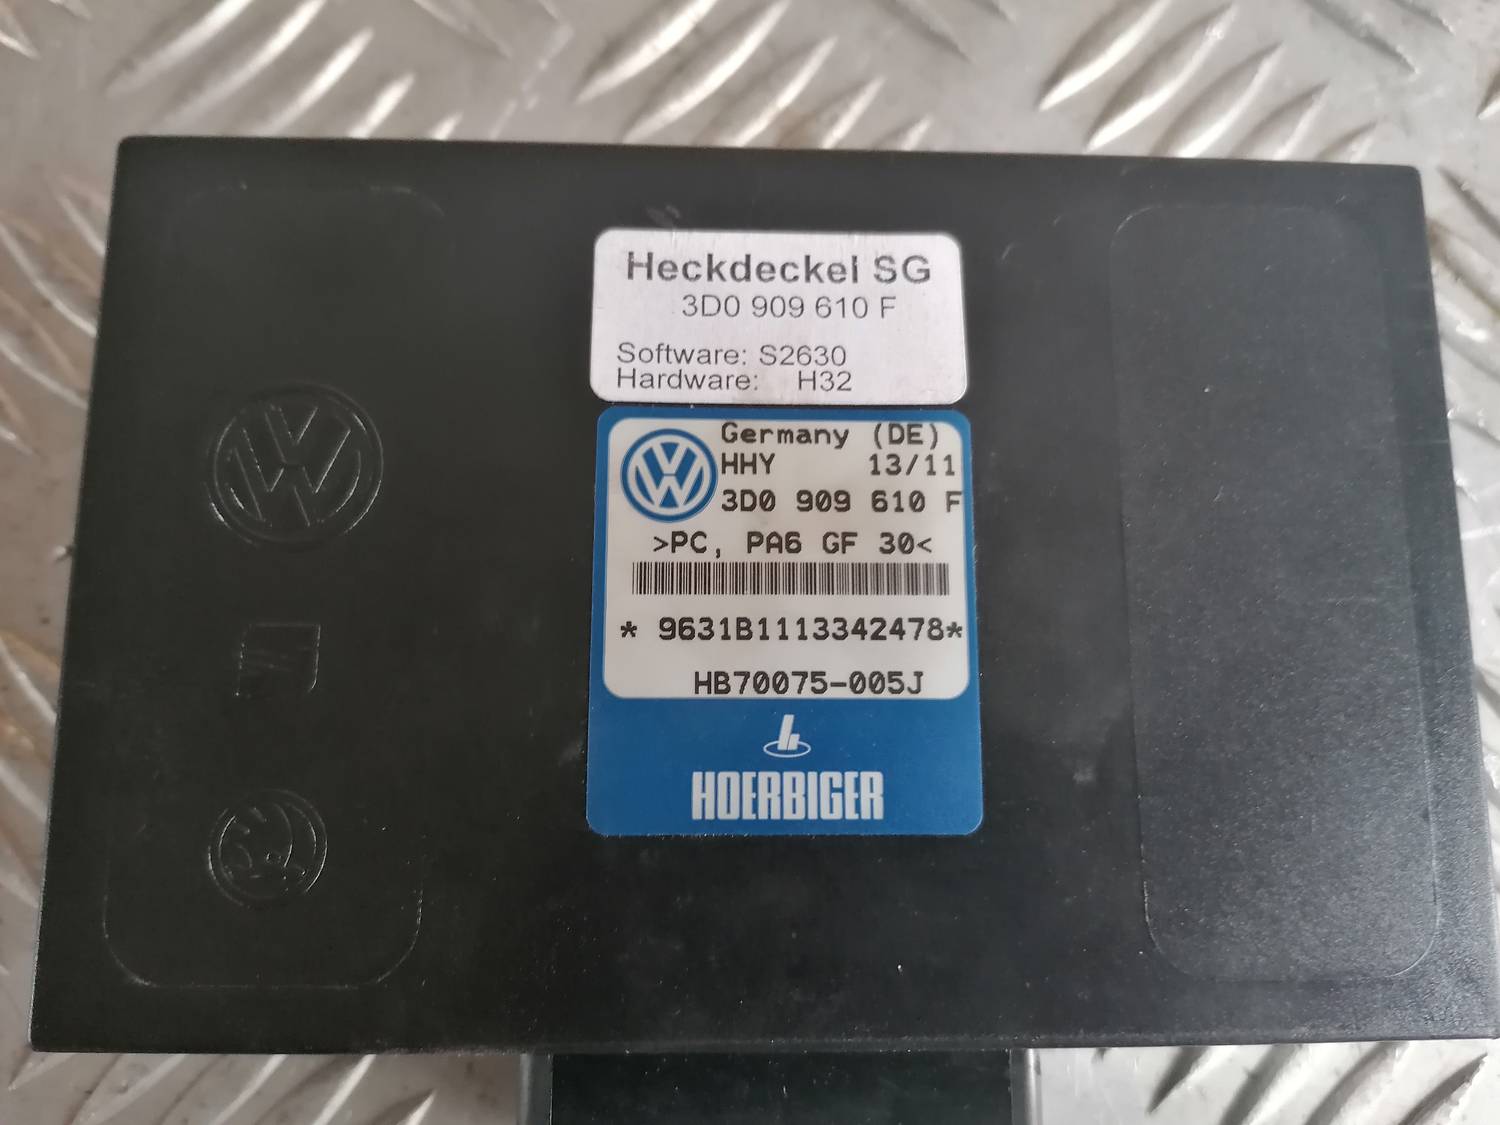 Heckdeckel SG
3D0 909 610 F
Software: S2630
Hardware: H32
Germany (DE)
HHY 13/11
3D0 909 610 F
>PC, PA6 GF 30<
* 9631B1113342478*
HB70075-005J
HOERBIGER